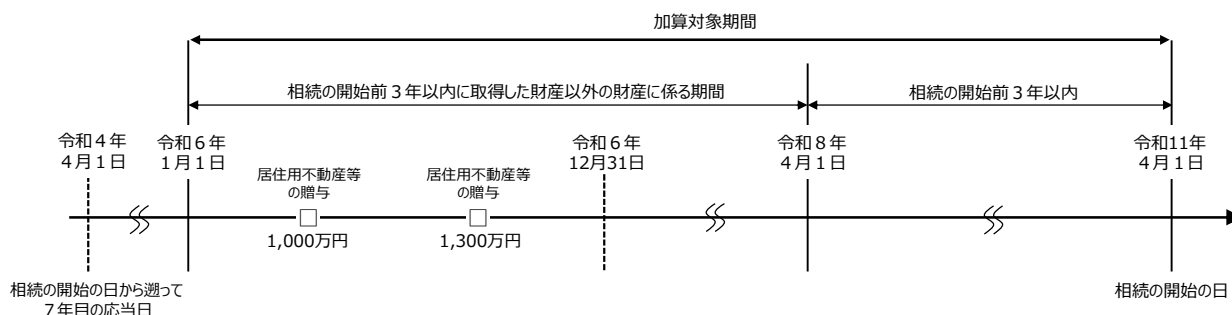 加算対象期間
相続の開始前３年以内に取得した財産以外の財産に係る期間
相続の開始前３年以内
令和４年
４月１日
令和６年
１月１日
令和６年
12月31日
令和８年
４月１日
令和11年
４月１日
居住用不動産等
の贈与
居住用不動産等
の贈与
1,000万円
1,300万円
相続の開始の日から遡って
７年目の応当日
相続の開始の日